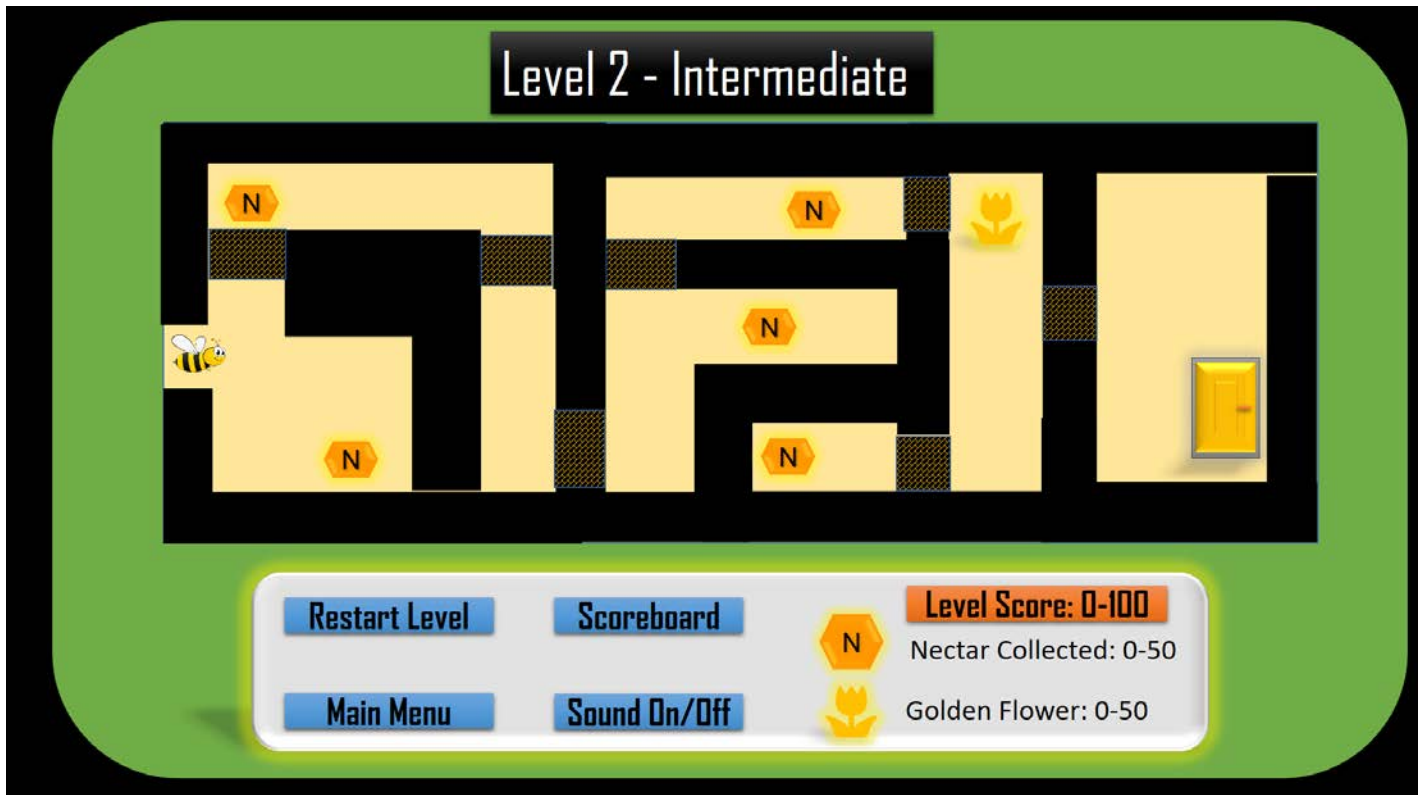 Level 2 - Intermediate
N
N
N
N
N
Restart Level
Scoreboard
Level Score: 0-100
N
Nectar Collected: 0-50
Main Menu
Sound On/Off
Golden Flower: 0-50